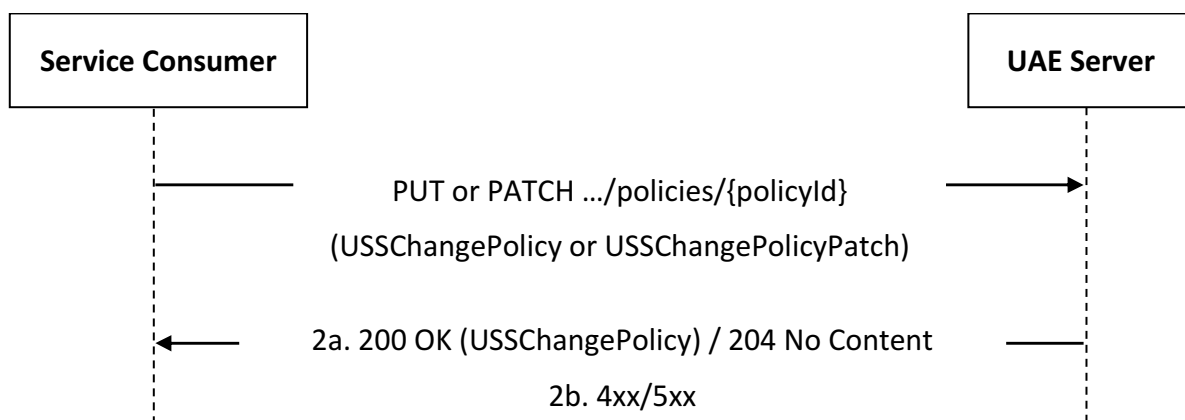 Service Consumer
UAE Server
PUT or PATCH …/policies/{policyId}
(USSChangePolicy or USSChangePolicyPatch)
2a. 200 OK (USSChangePolicy) / 204 No Content
2b. 4xx/5xx